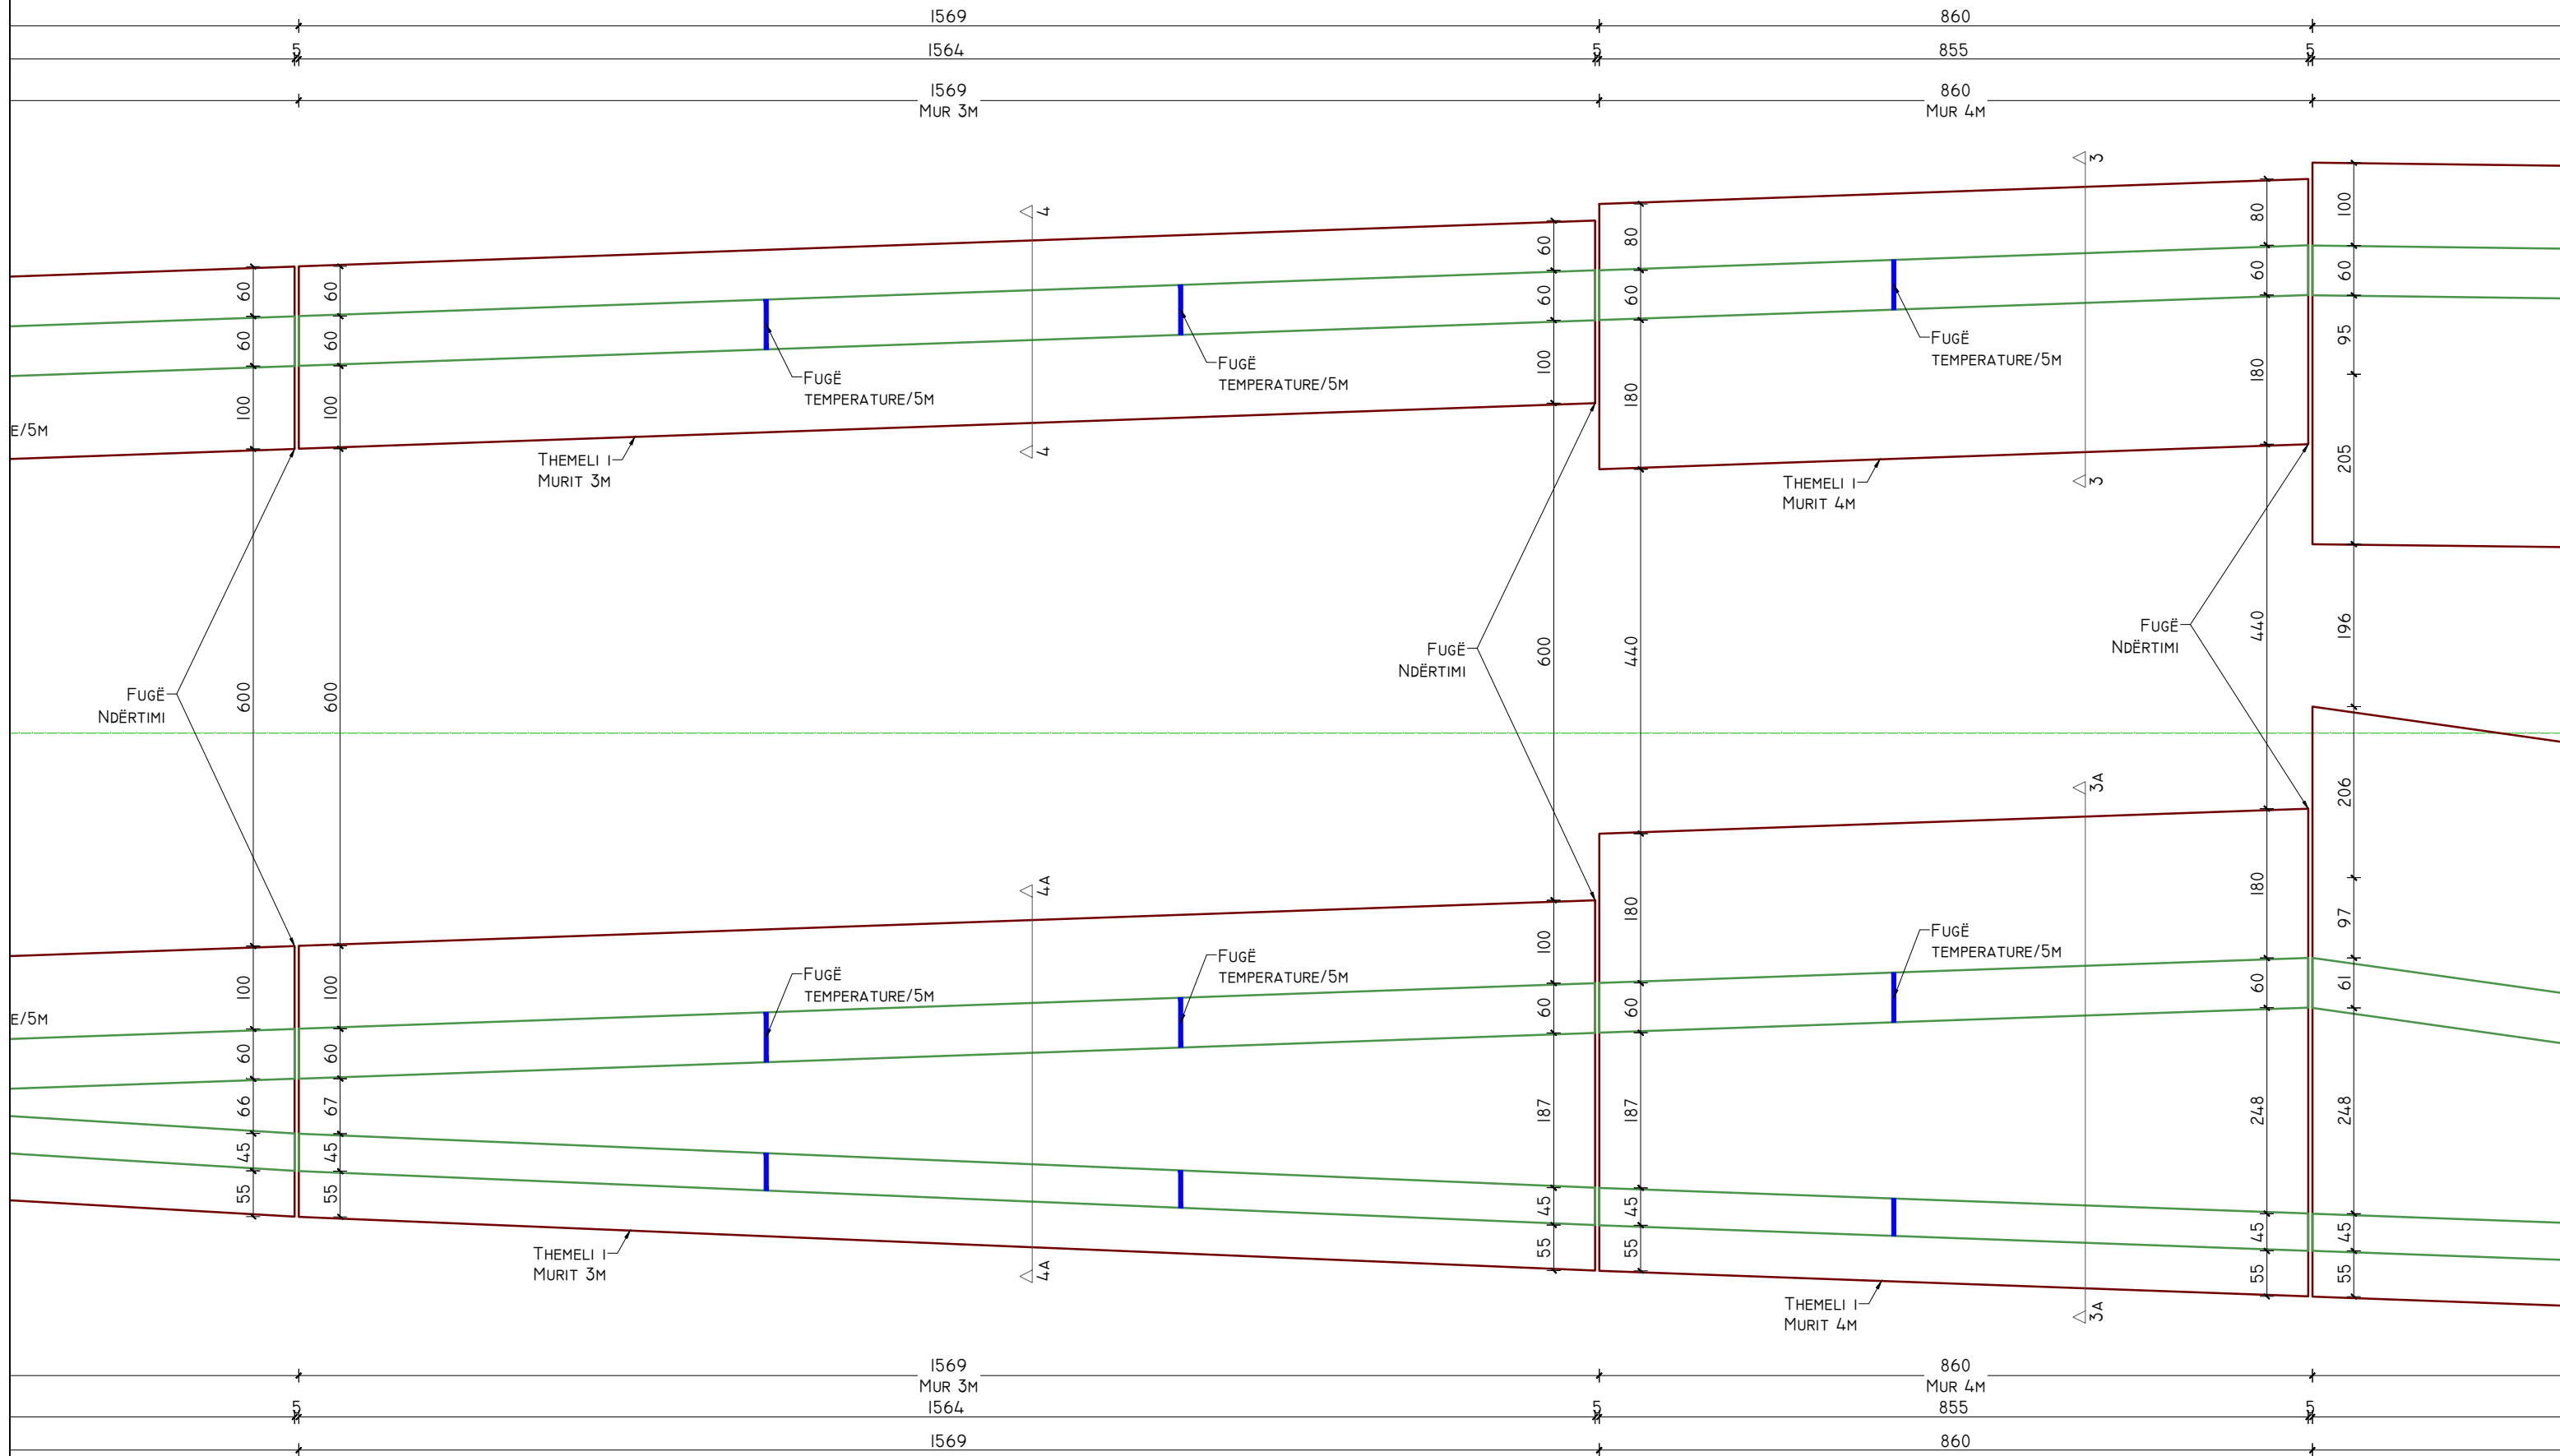 1569
860
5
1564
5
855
5
1569
MUR 3M
860
MUR 4M
4
3
60
60
100
600
100
60
66
45
55
60
60
100
600
100
60
67
45
55
60
60
100
600
100
60
187
45
55
80
60
180
440
180
60
187
45
55
80
60
180
440
180
60
248
45
55
100
60
95
205
196
206
97
61
248
45
55
FUGË
TEMPERATURE/5M
FUGË
TEMPERATURE/5M
FUGË
TEMPERATURE/5M
E/5M
THEMELI I
MURIT 3M
4
THEMELI I
MURIT 4M
3
FUGË
NDËRTIMI
FUGË
NDËRTIMI
FUGË
NDËRTIMI
4A
3A
FUGË
TEMPERATURE/5M
FUGË
TEMPERATURE/5M
FUGË
TEMPERATURE/5M
E/5M
THEMELI I
MURIT 3M
4A
THEMELI I
MURIT 4M
3A
1569
MUR 3M
860
MUR 4M
5
1564
5
855
5
1569
860